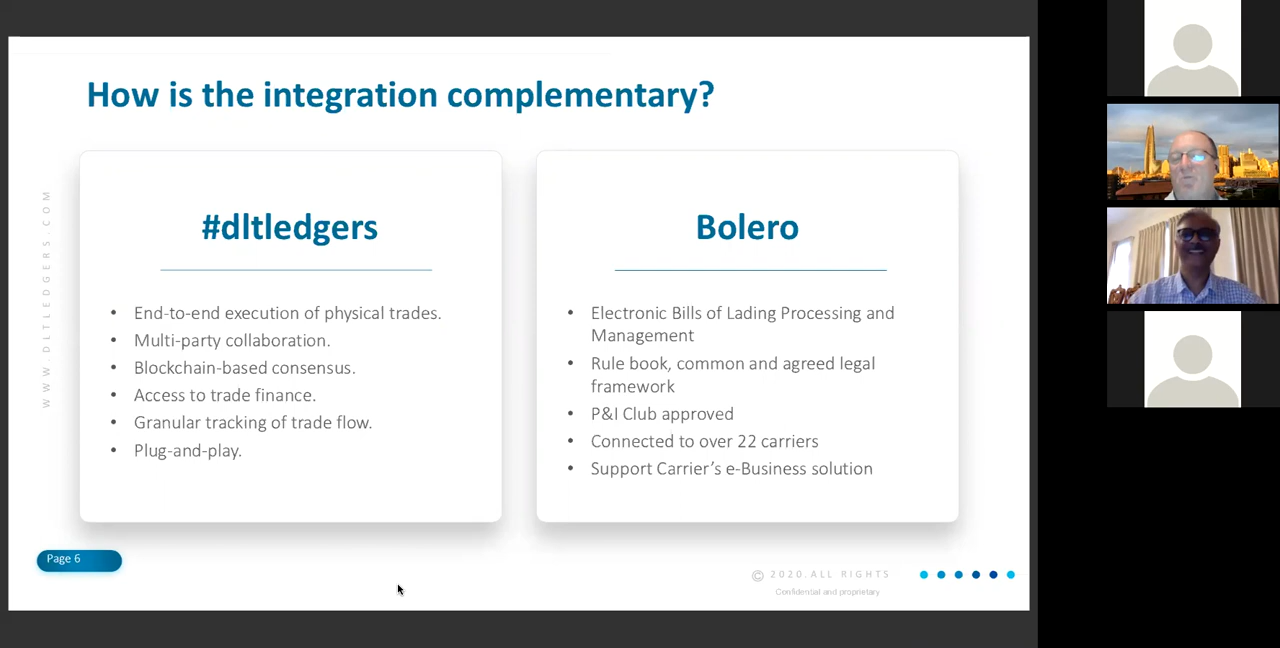 How is the integration complementary?
WWW.DLTLEDGERS.COM
#dltledgers
• End-to-end execution of physical trades.
• Multi-party collaboration.
• Blockchain-based consensus.
• Access to trade finance.
• Granular tracking of trade flow.
• Plug-and-play.
Bolero
• Electronic Bills of Lading Processing and
Management
• Rule book, common and agreed legal
framework
• P&I Club approved
• Connected to over 22 carriers
• Support Carrier’s e-Business solution
Page 6
© 2020.ALL RIGHTS
Confidential and proprietary